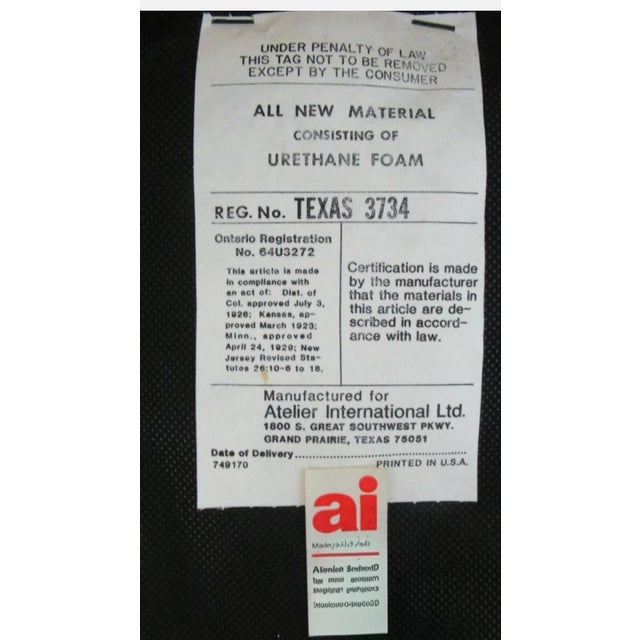 UNDER PENALTY OF LAW
THIS TAG NOT TO BE REMOVED
EXCEPT BY THE CONSUMER
ALL NEW MATERIAL
CONSISTING OF
URETHANE FOAM
REG. No. TEXAS 3734
Ontario Registration
No. 64U3272
This article is made
in compliance with
an act of: Dist. of
Col. approved July 3,
1926; Kansas, ap-
proved March 1923;
Minn., approved
April 24, 1929; New
Jersey Revised Sta-
tutes 26:10-6 to 18.
Certification is made
by the manufacturer
that the materials in
this article are de-
scribed in accord-
ance with law.
Manufactured for
Atelier International Ltd.
1800 S. GREAT SOUTHWEST PKWY.
GRAND PRAIRIE, TEXAS 75051
Date of Delivery
749170 PRINTED IN U.S.A.
ai
Made